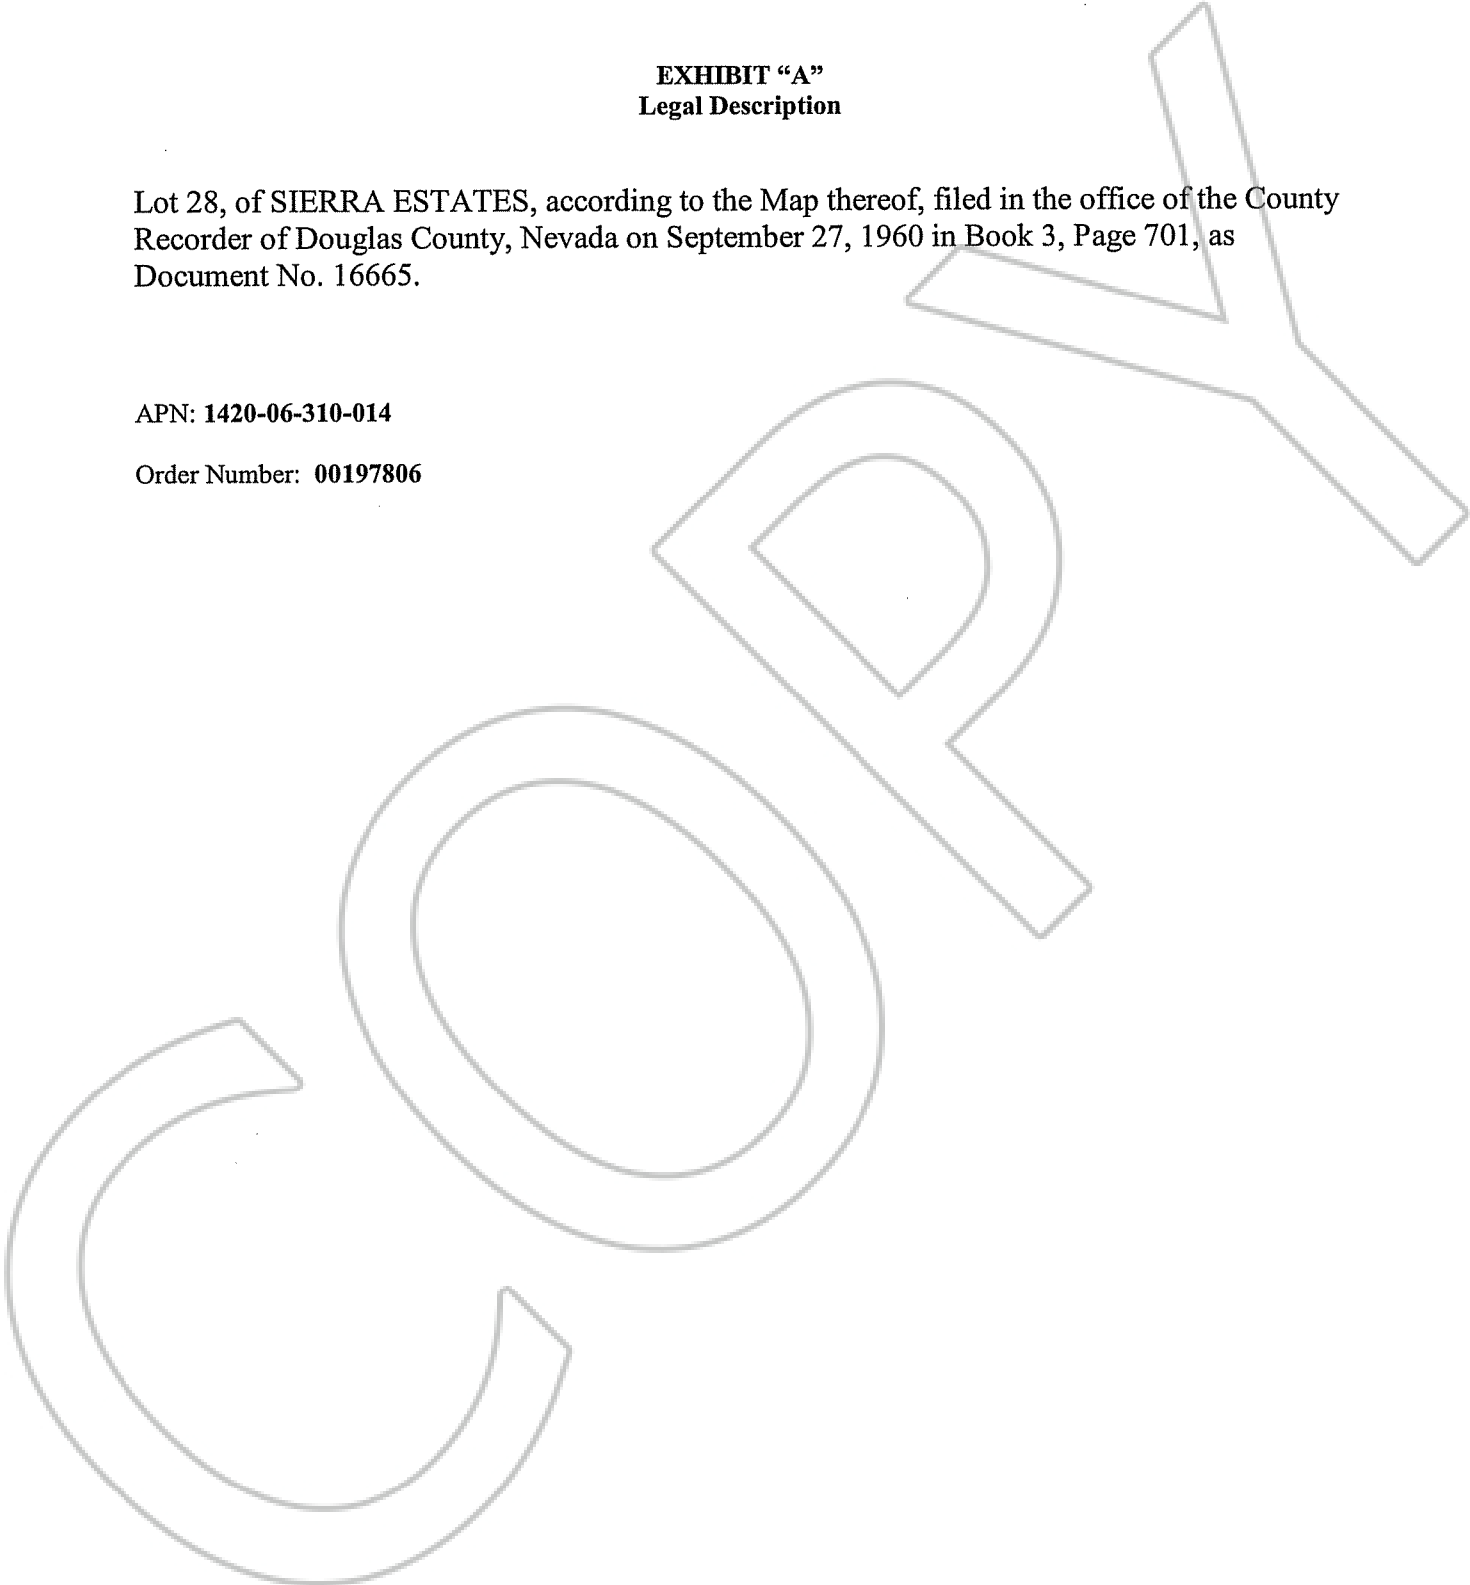 EXHIBIT “A”
Legal Description
Lot 28, of SIERRA ESTATES, according to the Map thereof, filed in the office of the County
Recorder of Douglas County, Nevada on September 27, 1960 in Book 3, Page 701, as
Document No. 16665.
APN: 1420-06-310-014
Order Number: 00197806
COPY